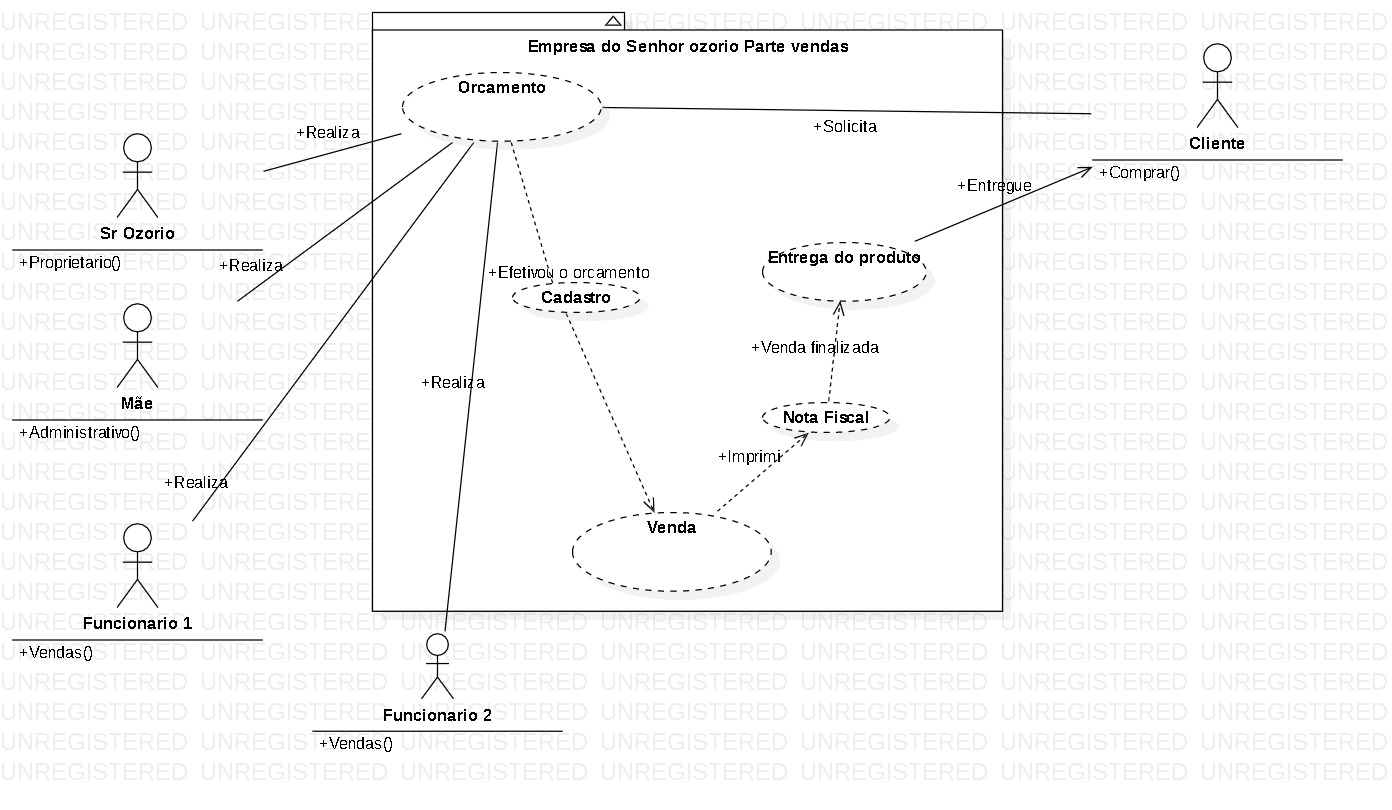 Empresa do Senhor ozorio Parte vendas
Orcamento
+Realiza
+Solicita
Cliente
+Comprar()
+Entregue
Sr Ozorio
+Proprietario()
+Realiza
+Efetivou o orcamento
Cadastro
Entrega do produto
Mãe
+Administrativo()
+Venda finalizada
+Realiza
Nota Fiscal
+Imprimi
+Realiza
Venda
Funcionario 1
+Vendas()
Funcionario 2
+Vendas()
UNREGISTERED